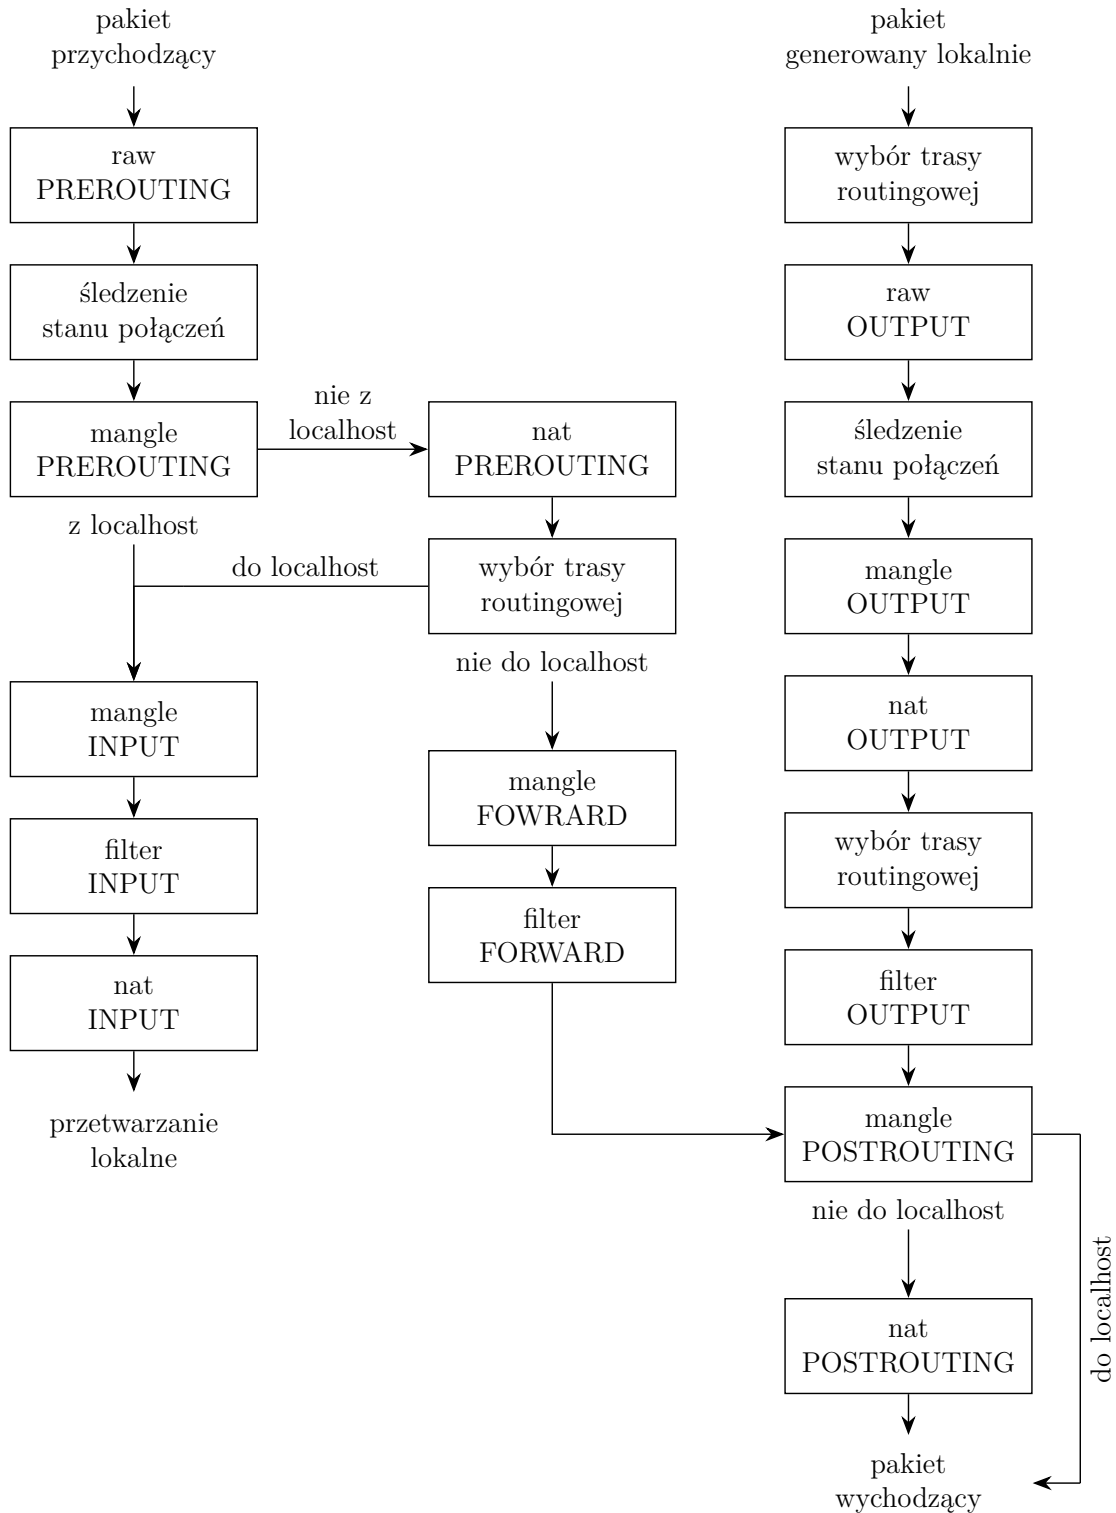 pakiet
przychodzący
raw
PREROUTING
śledzenie
stanu połączeń
mangle
PREROUTING
z localhost
mangle
INPUT
filter
INPUT
nat
INPUT
przetwarzanie
lokalne
nie z
localhost
nat
PREROUTING
do localhost
wybór trasy
routingowej
nie do localhost
mangle
FOWRARD
filter
FORWARD
pakiet
generowany lokalnie
wybór trasy
routingowej
raw
OUTPUT
śledzenie
stanu połączeń
mangle
OUTPUT
nat
OUTPUT
wybór trasy
routingowej
filter
OUTPUT
mangle
POSTROUTING
nie do localhost
do localhost
nat
POSTROUTING
pakiet
wychodzący